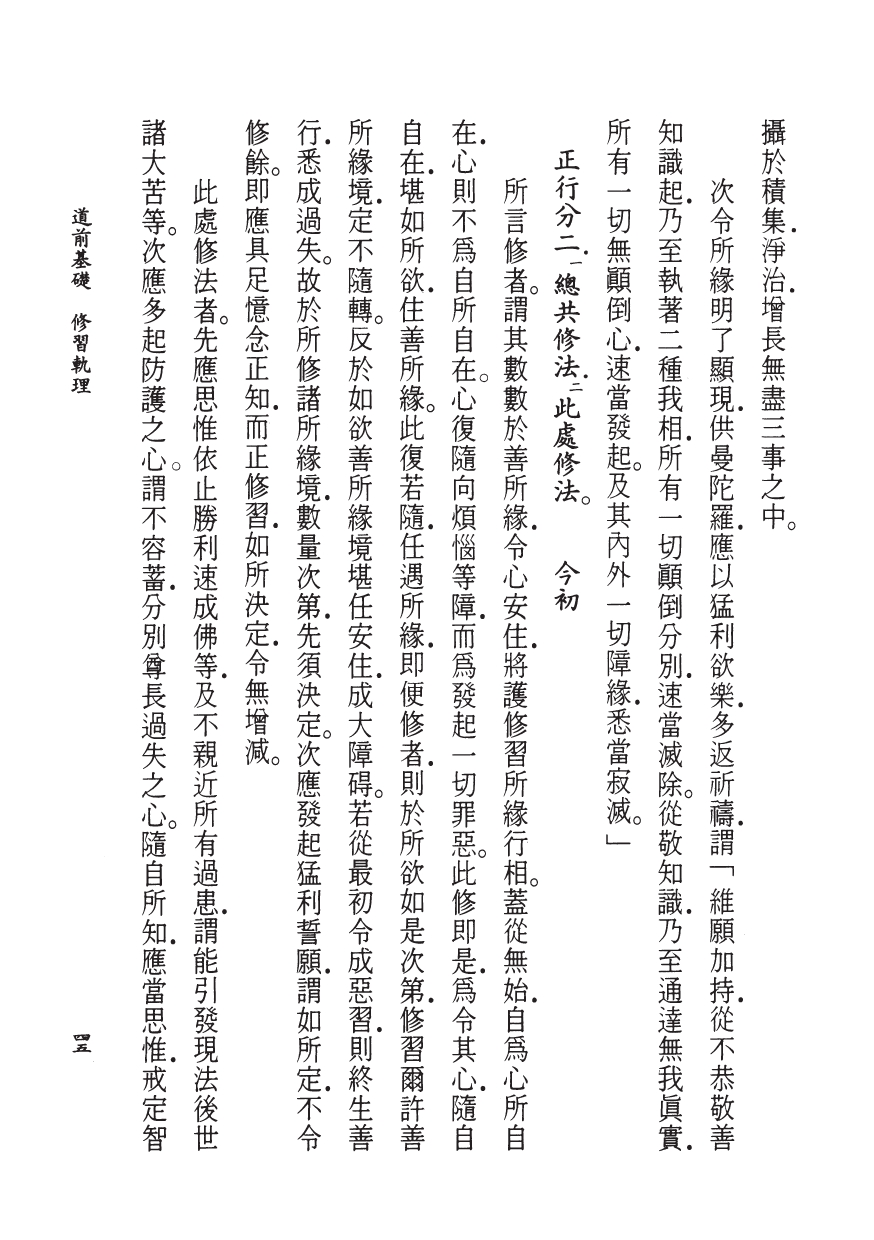 攝於積集．淨治．增長無盡三事之中。
次令所緣明了顯現．供曼陀羅．應以猛利欲樂．多返祈禱．謂「維願加持．從不恭敬善
知識起．乃至執著二種我相．所有一切顛倒分別．速當滅除。從敬知識．乃至通達無我眞實．
所有一切無顚倒心．速當發起。及其內外一切障緣．悉當寂滅。」
正行分二．一總共修法．二此處修法。　今初
所言修者。謂其數數於善所緣．令心安住．將護修習所緣行相。蓋從無始．自爲心所自
在．心則不爲自所自在。心復隨向煩惱等障．而爲發起一切罪惡。此修即是．爲令其心．隨自
自在．堪如所欲．住善所緣。此復若隨．任遇所緣．即便修者．則於所欲如是次第．修習爾許善
所緣境．定不隨轉。反於如欲善所緣境堪任安住．成大障碍。若從最初令成惡習．則終生善
行．悉成過失。故於所修諸所緣境．數量次第．先須決定。次應發起猛利誓願．謂如所定．不令
修餘。即應具足憶念正知．而正修習．如所決定．令無增減。
此處修法者。先應思惟依止勝利速成佛等．及不親近所有過患．謂能引發現法後世
諸大苦等。次應多起防護之心。謂不容蓄．分別尊長過失之心。隨自所知．應當思惟．戒定智
道前基礎　修習軌理
四五